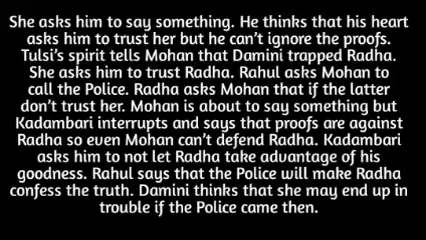 She asks him to say something. He thinks that his heart
asks him to trust her but he can't ignore the proofs.
Tulsi's spirit tells Mohan that Damini trapped Radha.
She asks him to trust Radha. Rahul asks Mohan to
call the Police. Radha asks Mohan that if the latter
don't trust her. Mohan is about to say something but
Kadambari interrupts and says that proofs are against
Radha so even Mohan can't defend Radha. Kadambari
asks him to not let Radha take advantage of his
goodness. Rahul says that the Police will make Radha
confess the truth. Damini thinks that she may end up in
trouble if the Police came then.